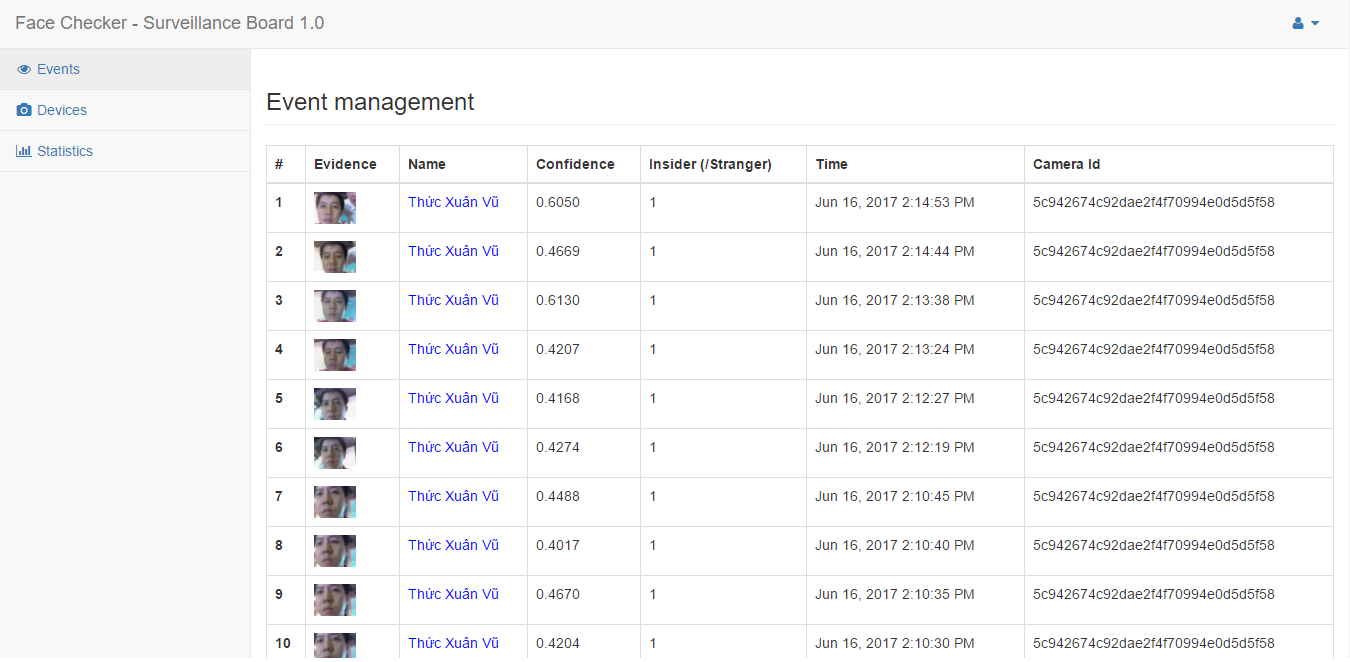 Face Checker - Surveillance Board 1.0
Events
Devices
Statistics
Event management
# Evidence Name Confidence Insider (/Stranger) Time Camera Id
1 Thức Xuân Vũ 0.6050 1 Jun 16, 2017 2:14:53 PM 5c942674c92dae2f4f70994e0d5d5f58
2 Thức Xuân Vũ 0.4669 1 Jun 16, 2017 2:14:44 PM 5c942674c92dae2f4f70994e0d5d5f58
3 Thức Xuân Vũ 0.6130 1 Jun 16, 2017 2:13:38 PM 5c942674c92dae2f4f70994e0d5d5f58
4 Thức Xuân Vũ 0.4207 1 Jun 16, 2017 2:13:24 PM 5c942674c92dae2f4f70994e0d5d5f58
5 Thức Xuân Vũ 0.4168 1 Jun 16, 2017 2:12:27 PM 5c942674c92dae2f4f70994e0d5d5f58
6 Thức Xuân Vũ 0.4274 1 Jun 16, 2017 2:12:19 PM 5c942674c92dae2f4f70994e0d5d5f58
7 Thức Xuân Vũ 0.4488 1 Jun 16, 2017 2:10:45 PM 5c942674c92dae2f4f70994e0d5d5f58
8 Thức Xuân Vũ 0.4017 1 Jun 16, 2017 2:10:40 PM 5c942674c92dae2f4f70994e0d5d5f58
9 Thức Xuân Vũ 0.4670 1 Jun 16, 2017 2:10:35 PM 5c942674c92dae2f4f70994e0d5d5f58
10 Thức Xuân Vũ 0.4204 1 Jun 16, 2017 2:10:30 PM 5c942674c92dae2f4f70994e0d5d5f58